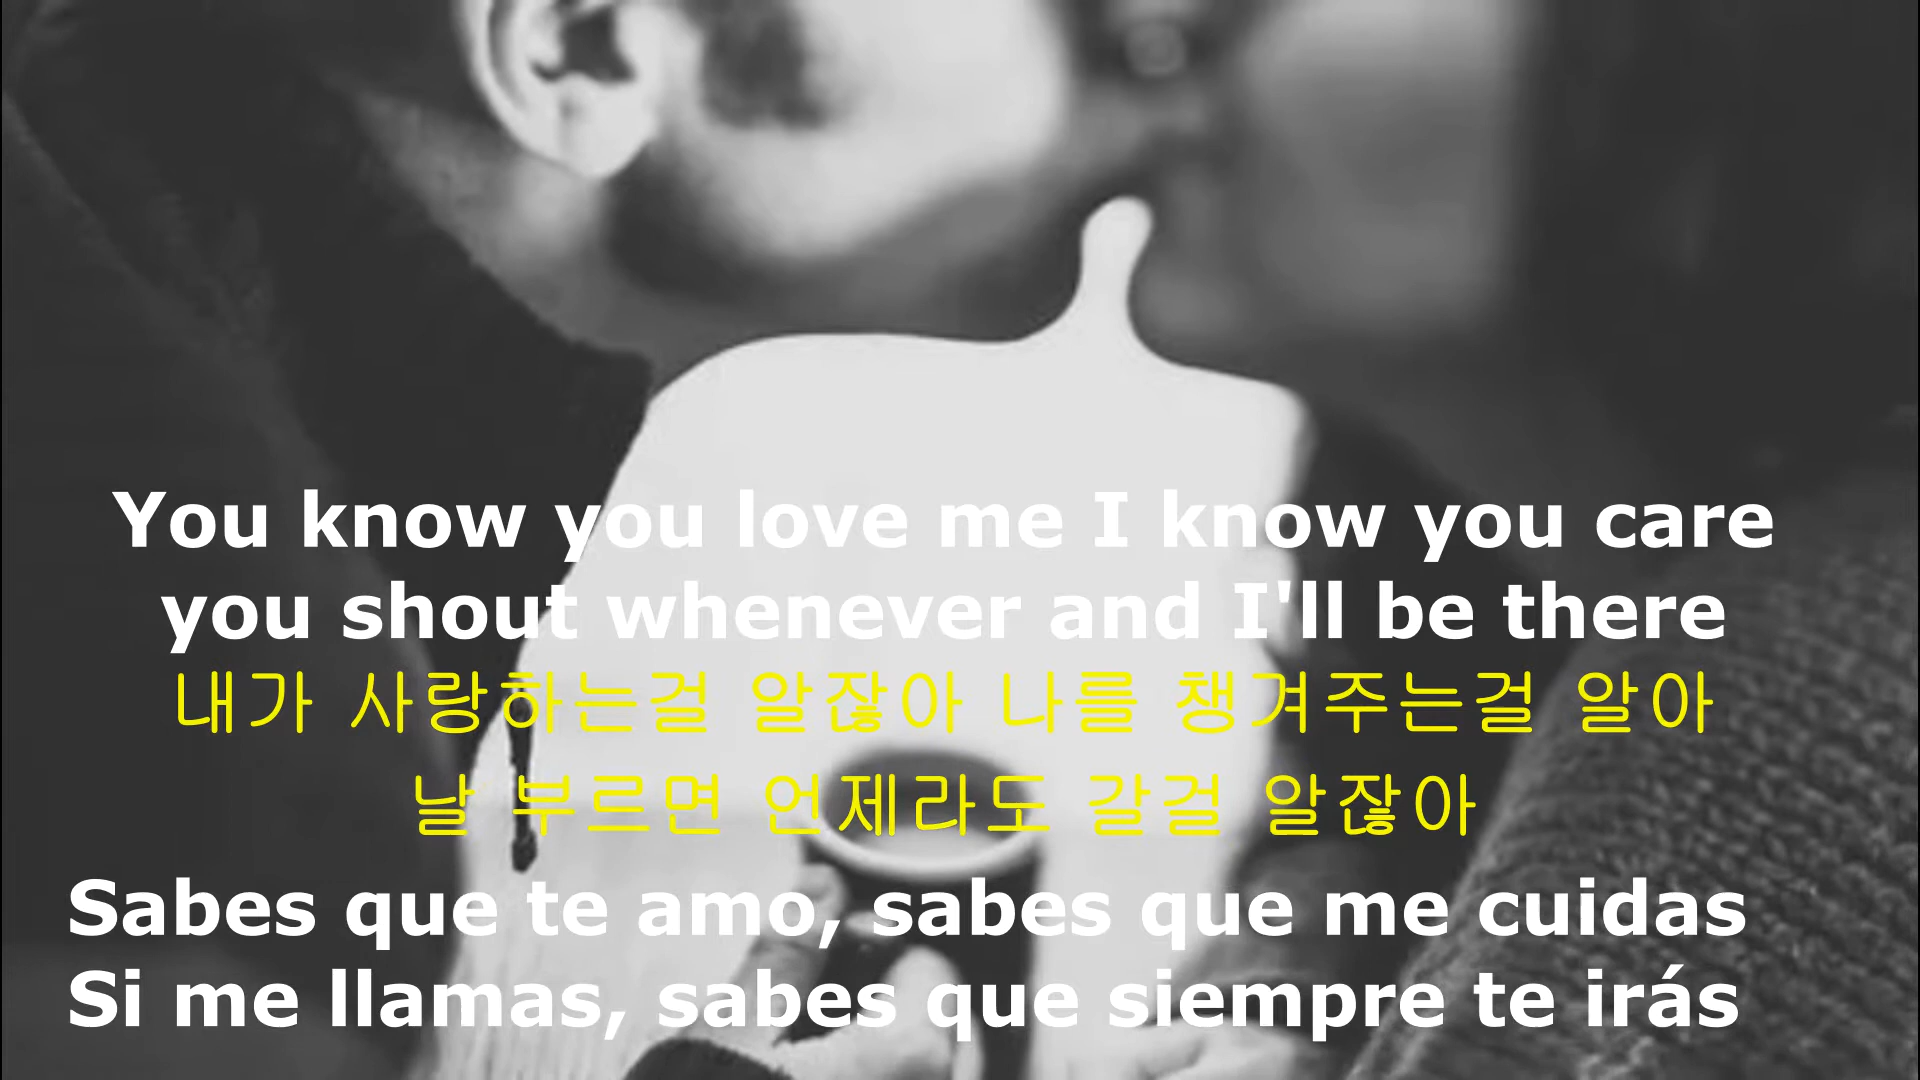 You know you love me I know you care
you shout whenever and I'll be there
내가 사랑하는걸 알잖아 나를 챙겨주는걸 알아
날 부르면 언제라도 갈걸 알잖아
Sabes que te amo, sabes que me cuidas
Si me llamas, sabes que siempre te irás